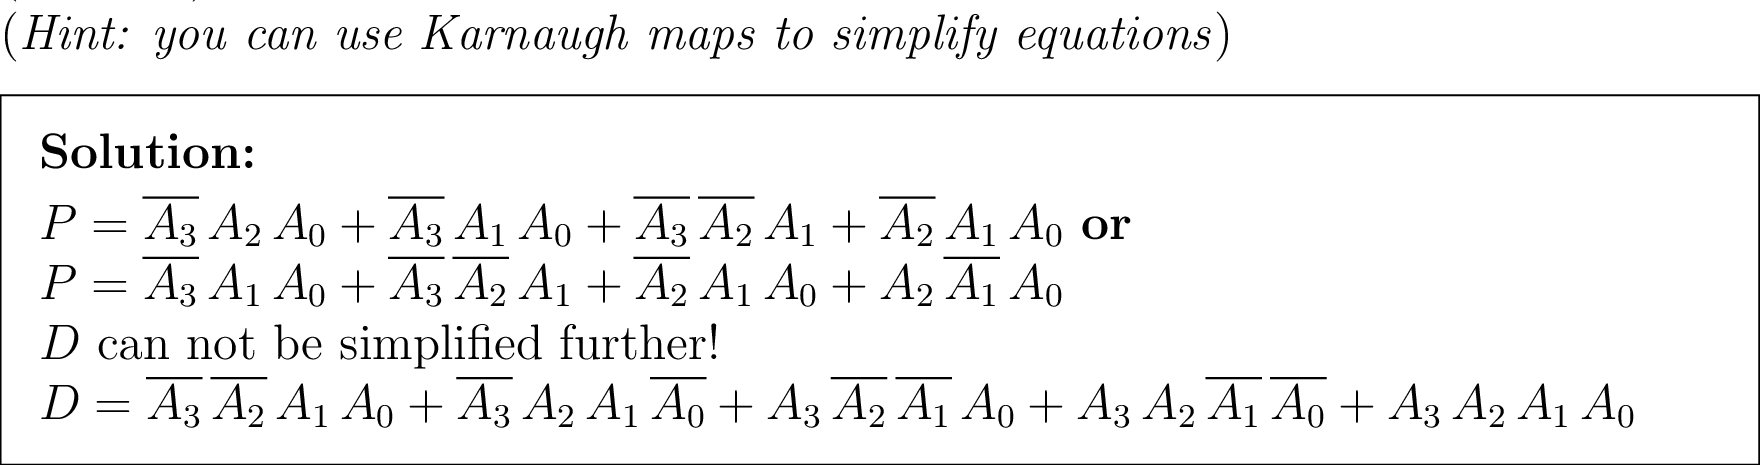 (Hint: you can use Karnaugh maps to simplify equations)
Solution:
P = A̅₃ A₂ A₀ + A̅₃ A₁ A₀ + A̅₃ A̅₂ A₁ + A̅₂ A₁ A₀ or
P = A̅₃ A₁ A₀ + A̅₃ A̅₂ A₁ + A̅₂ A₁ A₀ + A₂ A̅₁ A₀
D can not be simplified further!
D = A̅₃ A̅₂ A₁ A₀ + A̅₃ A₂ A₁ A̅₀ + A₃ A̅₂ A̅₁ A₀ + A₃ A₂ A̅₁ A̅₀ + A₃ A₂ A₁ A₀